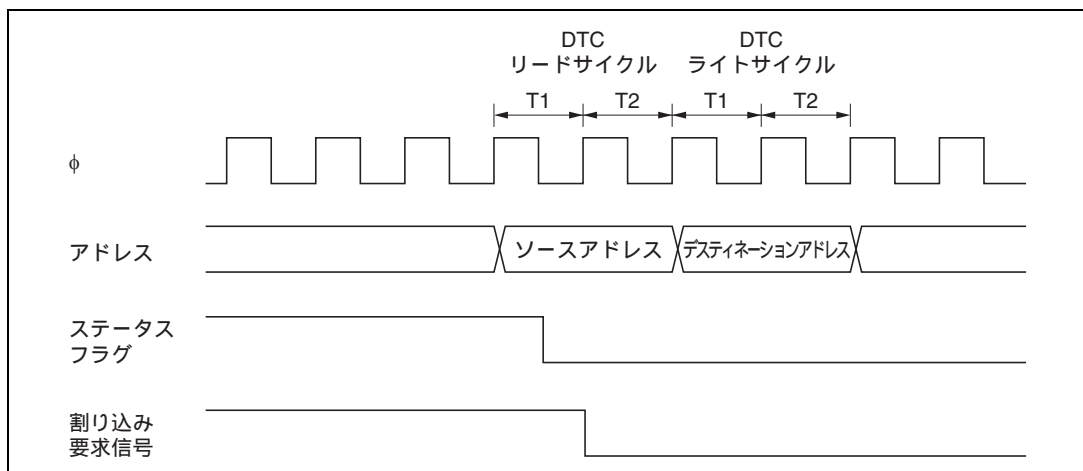 DTC
リードサイクル
DTC
ライトサイクル
T1 T2 T1 T2
φ
アドレス
ソースアドレス
デスティネーションアドレス
ステータス
フラグ
割り込み
要求信号